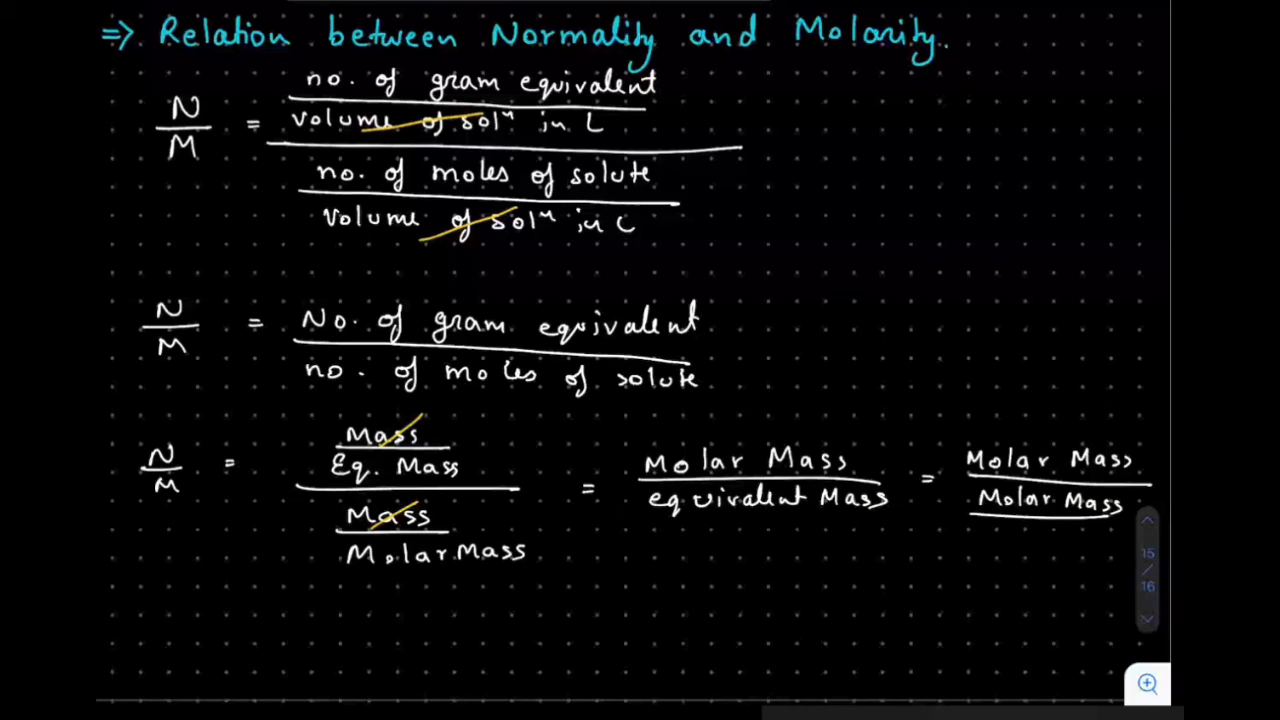 ⇒ Relation between Normality and Molarity.
no. of gram equivalent
N
M
=
volume of solⁿ in L
no. of moles of solute
volume of solⁿ in L
N
M
=
No. of gram equivalent
no. of moles of solute
N
M
=
Mass
Eq. Mass
Mass
Molar Mass
=
Molar Mass
equivalent Mass
=
Molar Mass
Molar Mass
15
/
16